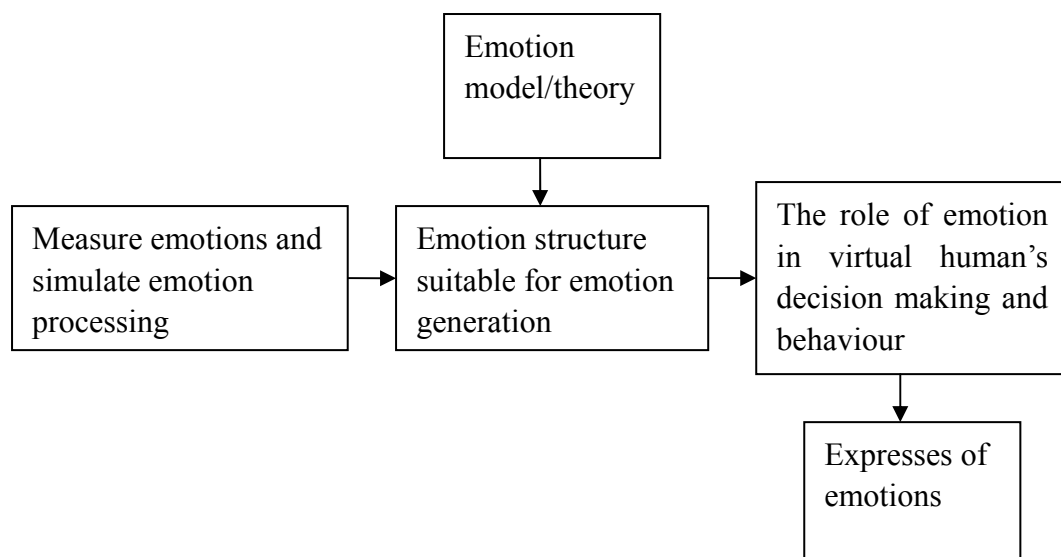 Emotion
model/theory
Measure emotions and
simulate emotion
processing
Emotion structure
suitable for emotion
generation
The role of emotion
in virtual human’s
decision making and
behaviour
Expresses of
emotions